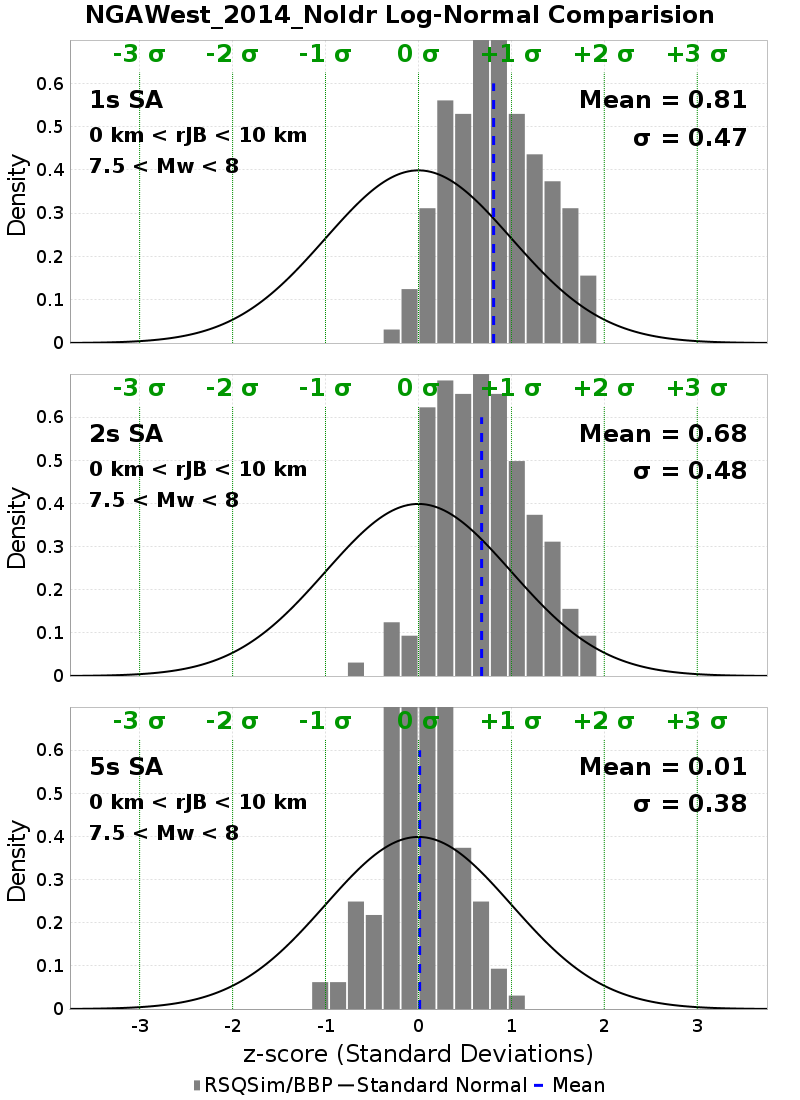 NGAWest_2014_NoIdr Log-Normal Comparision
-3 σ -2 σ -1 σ 0 σ +1 σ +2 σ +3 σ
1s SA
0 km < rJB < 10 km
7.5 < Mw < 8
Mean = 0.81
σ = 0.47
Density
0.6
0.5
0.4
0.3
0.2
0.1
0
-3 σ -2 σ -1 σ 0 σ +1 σ +2 σ +3 σ
2s SA
0 km < rJB < 10 km
7.5 < Mw < 8
Mean = 0.68
σ = 0.48
Density
0.6
0.5
0.4
0.3
0.2
0.1
0
-3 σ -2 σ -1 σ 0 σ +1 σ +2 σ +3 σ
5s SA
0 km < rJB < 10 km
7.5 < Mw < 8
Mean = 0.01
σ = 0.38
Density
0.6
0.5
0.4
0.3
0.2
0.1
0
-3 -2 -1 0 1 2 3
z-score (Standard Deviations)
RSQSim/BBP Standard Normal Mean